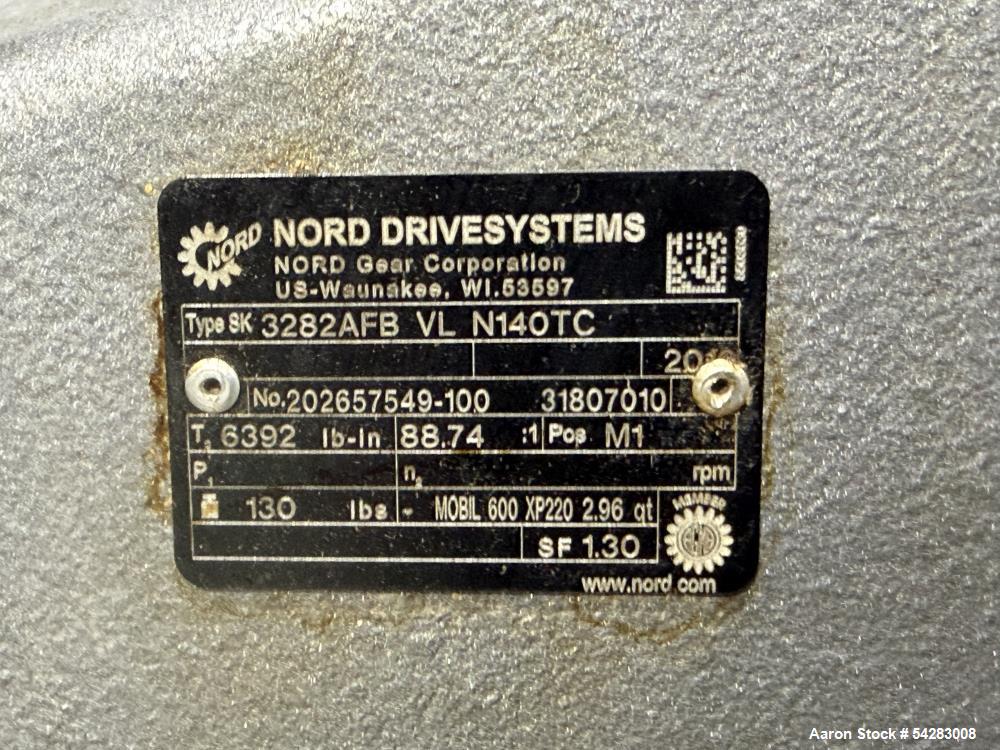 NORD NORD DRIVESYSTEMS
NORD Gear Corporation
US-Waunakee, WI.53597
Type SK 3282AFB VL N140TC
No. 202657549-100 31807010
T₂ 6392 lb-in 88.74 :1 Pos M1
P₁ n₂ rpm
130 lbs - MOBIL 600 XP220 2.96 qt
SF 1.30
www.nord.com
Aaron Stock # 54283008